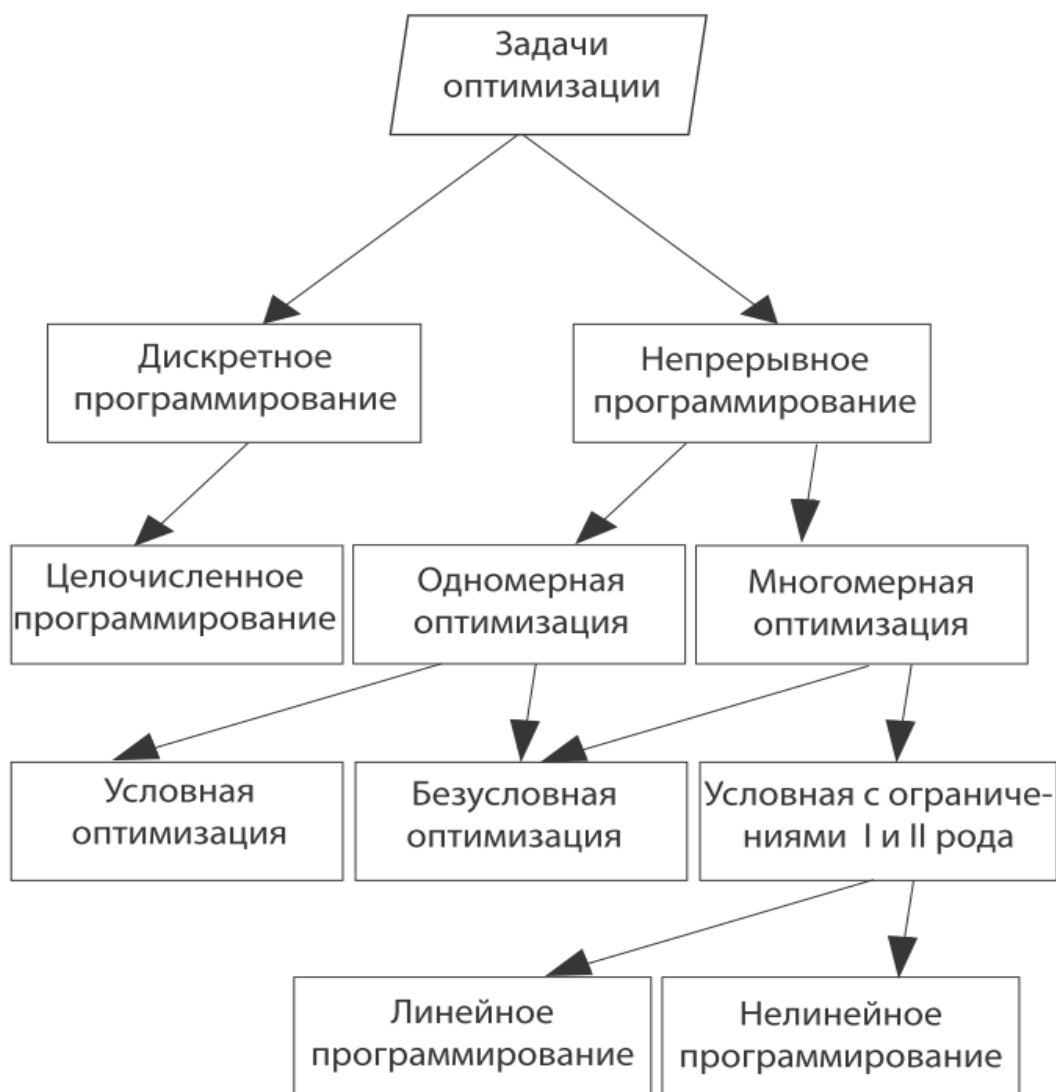 Задачи
оптимизации
Дискретное
программирование
Непрерывное
программирование
Целочисленное
программирование
Одномерная
оптимизация
Многомерная
оптимизация
Условная
оптимизация
Безусловная
оптимизация
Условная с ограниче-
ниями I и II рода
Линейное
программирование
Нелинейное
программирование